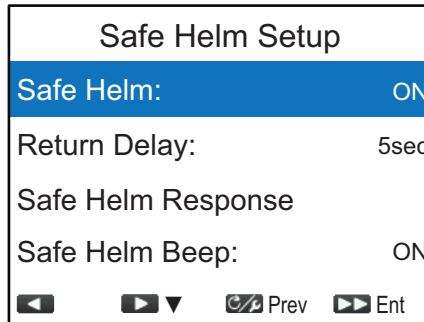 Safe Helm Setup
Safe Helm: ON
Return Delay: 5sec
Safe Helm Response
Safe Helm Beep: ON
Prev Ent